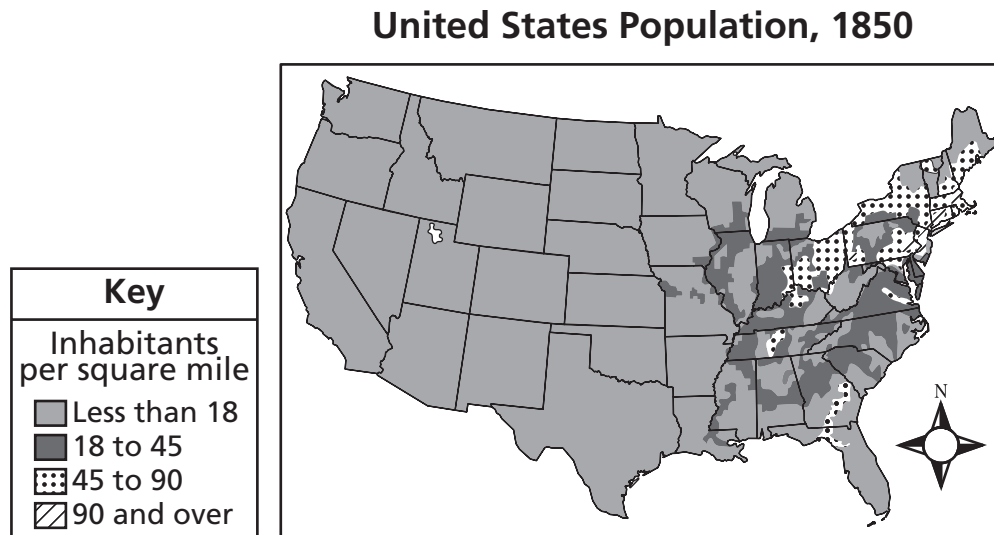 United States Population, 1850
Key
Inhabitants
per square mile
Less than 18
18 to 45
45 to 90
90 and over
N